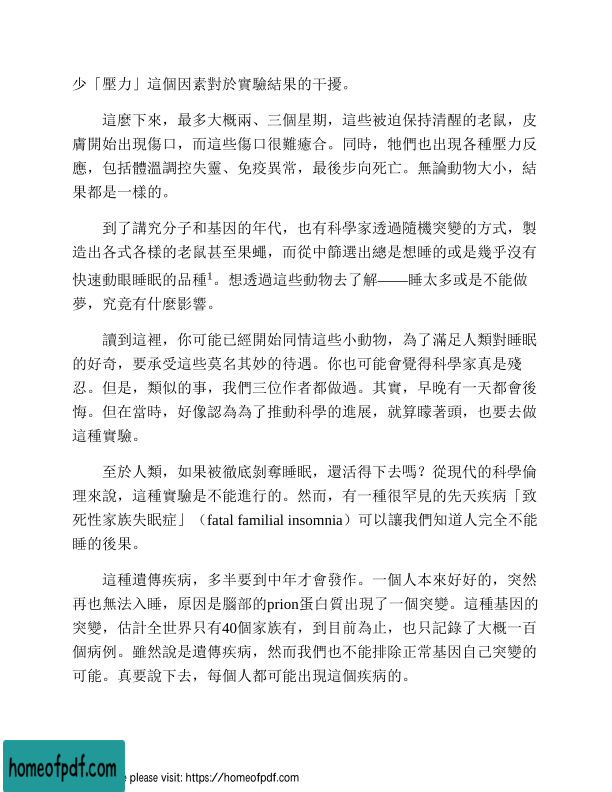 少「壓力」這個因素對於實驗結果的干擾。
這麼下來，最多大概兩、三個星期，這些被迫保持清醒的老鼠，皮
膚開始出現傷口，而這些傷口很難癒合。同時，牠們也出現各種壓力反
應，包括體溫調控失靈、免疫異常，最後步向死亡。無論動物大小，結
果都是一樣的。
到了講究分子和基因的年代，也有科學家透過隨機突變的方式，製
造出各式各樣的老鼠甚至果蠅，而從中篩選出總是想睡的或是幾乎沒有
快速動眼睡眠的品種1。想透過這些動物去了解——睡太多或是不能做
夢，究竟有什麼影響。
讀到這裡，你可能已經開始同情這些小動物，為了滿足人類對睡眠
的好奇，要承受這些莫名其妙的待遇。你也可能會覺得科學家真是殘
忍。但是，類似的事，我們三位作者都做過。其實，早晚有一天都會後
悔。但在當時，好像認為為了推動科學的進展，就算矇著頭，也要去做
這種實驗。
至於人類，如果被徹底剝奪睡眠，還活得下去嗎？從現代的科學倫
理來說，這種實驗是不能進行的。然而，有一種很罕見的先天疾病「致
死性家族失眠症」（fatal familial insomnia）可以讓我們知道人完全不能
睡的後果。
這種遺傳疾病，多半要到中年才會發作。一個人本來好好的，突然
再也無法入睡，原因是腦部的prion蛋白質出現了一個突變。這種基因的
突變，估計全世界只有40個家族有，到目前為止，也只記錄了大概一百
個病例。雖然說是遺傳疾病，然而我們也不能排除正常基因自己突變的
可能。真要說下去，每個人都可能出現這個疾病的。
homeofpdf.com
e please visit: https://homeofpdf.com